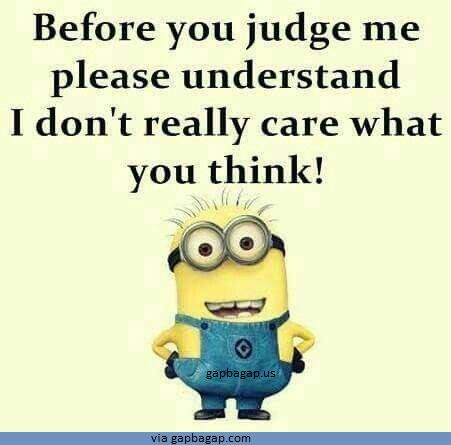 Before you judge me
please understand
I don't really care what
you think!
gapbagap.us
via gapbagap.com